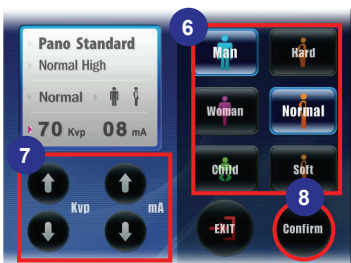 6
Pano Standard
Normal High
Normal
70 Kvp 08 mA
Man
Hard
Woman
Normal
Child
Soft
7
Kvp
mA
8
EXIT
Confirm